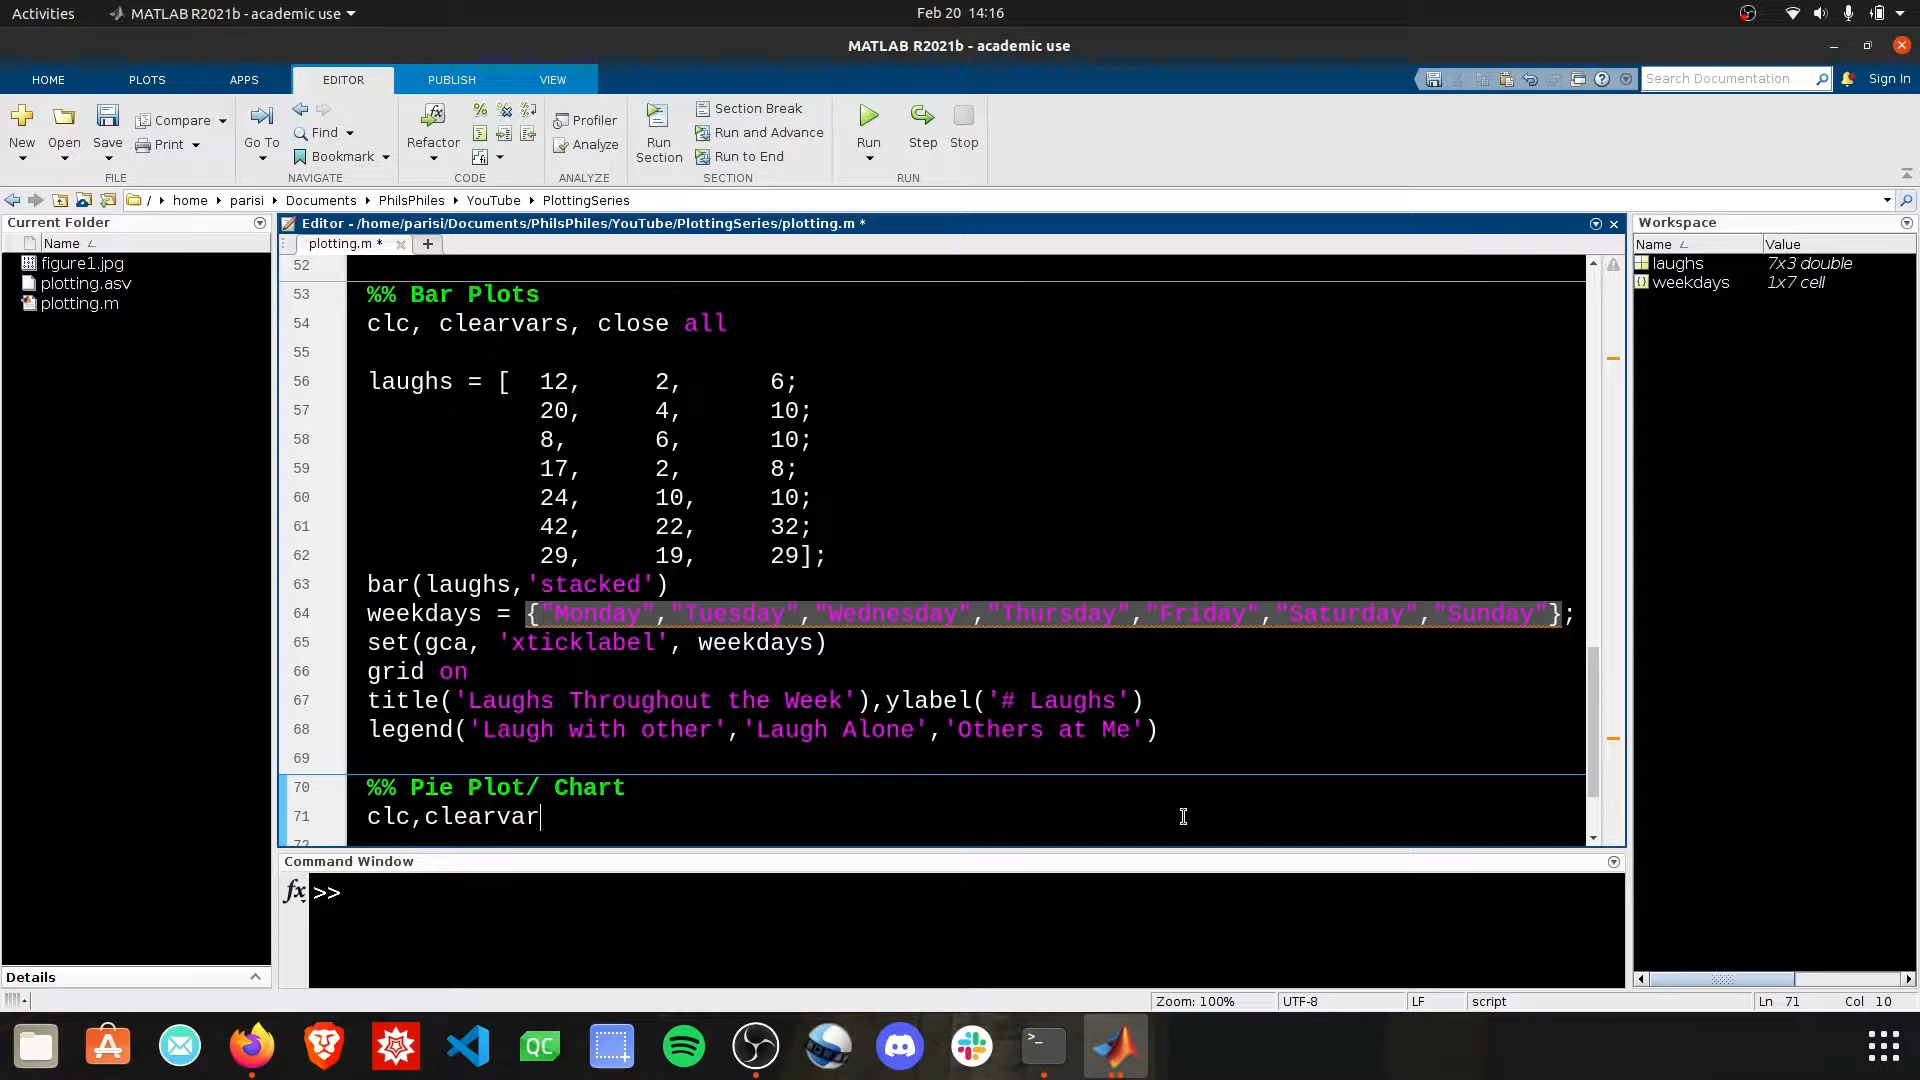 Activities MATLAB R2021b - academic use Feb 20 14:16
MATLAB R2021b - academic use
HOME PLOTS APPS EDITOR PUBLISH VIEW Search Documentation Sign In
New Open Save Compare Print FILE
Go To Find Bookmark NAVIGATE
Refactor CODE
Profiler Analyze ANALYZE
Run Section Section Break Run and Advance Run to End SECTION
Run Step Stop RUN
/ home parisi Documents PhilsPhiles YouTube PlottingSeries
Current Folder
Name
figure1.jpg
plotting.asv
plotting.m
Details
Editor - /home/parisi/Documents/PhilsPhiles/YouTube/PlottingSeries/plotting.m *
plotting.m * +
52
53 %% Bar Plots
54 clc, clearvars, close all
55
56 laughs = [ 12, 2, 6;
57 20, 4, 10;
58 8, 6, 10;
59 17, 2, 8;
60 24, 10, 10;
61 42, 22, 32;
62 29, 19, 29];
63 bar(laughs,'stacked')
64 weekdays = {"Monday","Tuesday","Wednesday","Thursday","Friday","Saturday","Sunday"};
65 set(gca, 'xticklabel', weekdays)
66 grid on
67 title('Laughs Throughout the Week'),ylabel('# Laughs')
68 legend('Laugh with other','Laugh Alone','Others at Me')
69
70 %% Pie Plot/ Chart
71 clc,clearvar
72
Command Window
fx >>
Workspace
Name Value
laughs 7x3 double
weekdays 1x7 cell
Zoom: 100% UTF-8 LF script Ln 71 Col 10
QC
>_